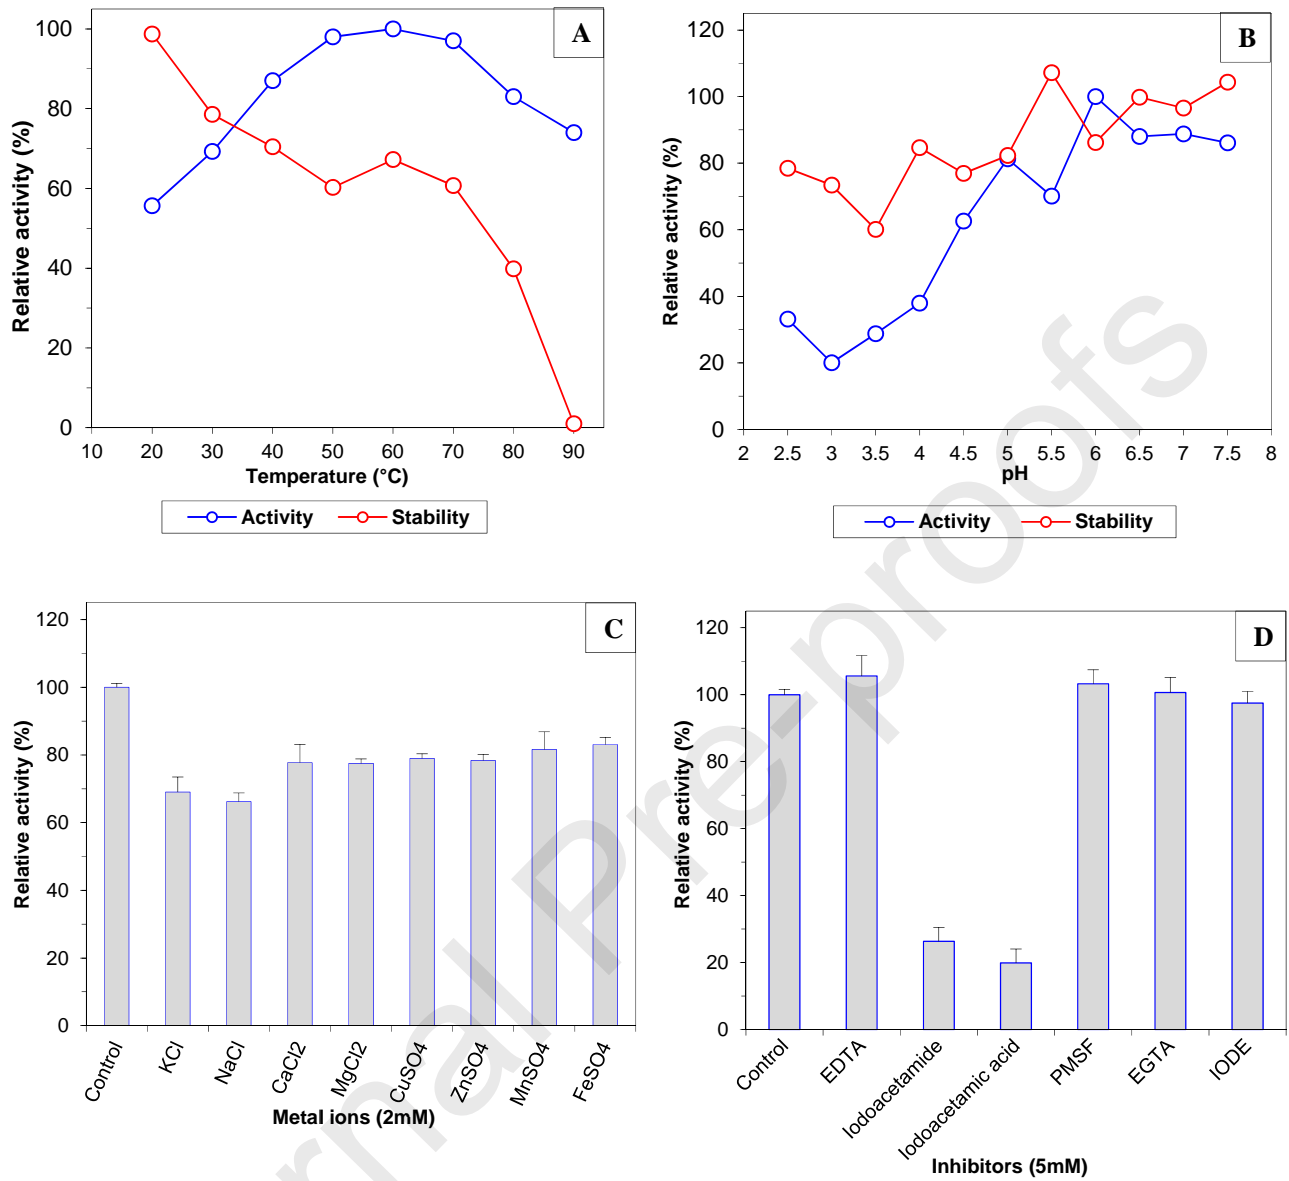 A
100
80
60
40
20
0
Relative activity (%)
10 20 30 40 50 60 70 80 90
Temperature (°C)
Activity Stability
B
120
100
80
60
40
20
0
Relative activity (%)
2 2.5 3 3.5 4 4.5 5 5.5 6 6.5 7 7.5 8
pH
Activity Stability
C
120
100
80
60
40
20
0
Relative activity (%)
Control KCl NaCl CaCl2 MgCl2 CuSO4 ZnSO4 MnSO4 FeSO4
Metal ions (2mM)
D
120
100
80
60
40
20
0
Relative activity (%)
Control EDTA Iodoacetamide Iodoacetamic acid PMSF EGTA IODE
Inhibitors (5mM)
rnal Pre-proofs